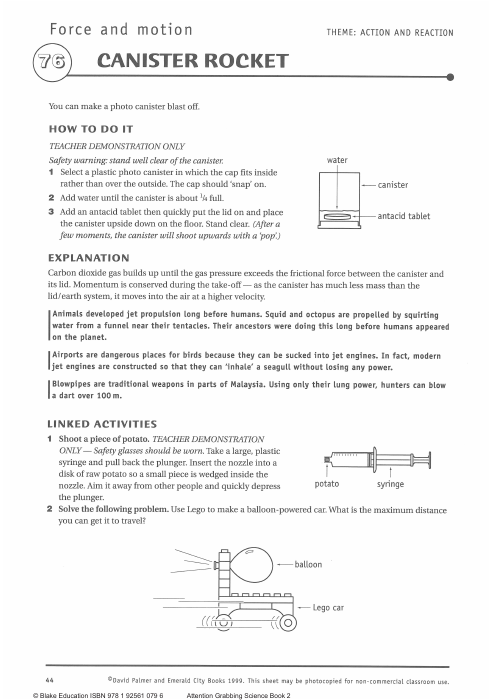 Force and motion
THEME: ACTION AND REACTION
76
CANISTER ROCKET
You can make a photo canister blast off.
HOW TO DO IT
TEACHER DEMONSTRATION ONLY
Safety warning: stand well clear of the canister.
1 Select a plastic photo canister in which the cap fits inside
rather than over the outside. The cap should 'snap' on.
2 Add water until the canister is about 1/4 full.
3 Add an antacid tablet then quickly put the lid on and place
the canister upside down on the floor. Stand clear. (After a
few moments, the canister will shoot upwards with a 'pop'.)
water
canister
antacid tablet
EXPLANATION
Carbon dioxide gas builds up until the gas pressure exceeds the frictional force between the canister and
its lid. Momentum is conserved during the take-off — as the canister has much less mass than the
lid/earth system, it moves into the air at a higher velocity.
Animals developed jet propulsion long before humans. Squid and octopus are propelled by squirting
water from a funnel near their tentacles. Their ancestors were doing this long before humans appeared
on the planet.
Airports are dangerous places for birds because they can be sucked into jet engines. In fact, modern
jet engines are constructed so that they can 'inhale' a seagull without losing any power.
Blowpipes are traditional weapons in parts of Malaysia. Using only their lung power, hunters can blow
a dart over 100 m.
LINKED ACTIVITIES
1 Shoot a piece of potato. TEACHER DEMONSTRATION
ONLY — Safety glasses should be worn. Take a large, plastic
syringe and pull back the plunger. Insert the nozzle into a
disk of raw potato so a small piece is wedged inside the
nozzle. Aim it away from other people and quickly depress
the plunger.
potato
syringe
2 Solve the following problem. Use Lego to make a balloon-powered car. What is the maximum distance
you can get it to travel?
balloon
Lego car
44
©David Palmer and Emerald City Books 1999. This sheet may be photocopied for non-commercial classroom use.
© Blake Education ISBN 978 1 92561 079 6
Attention Grabbing Science Book 2